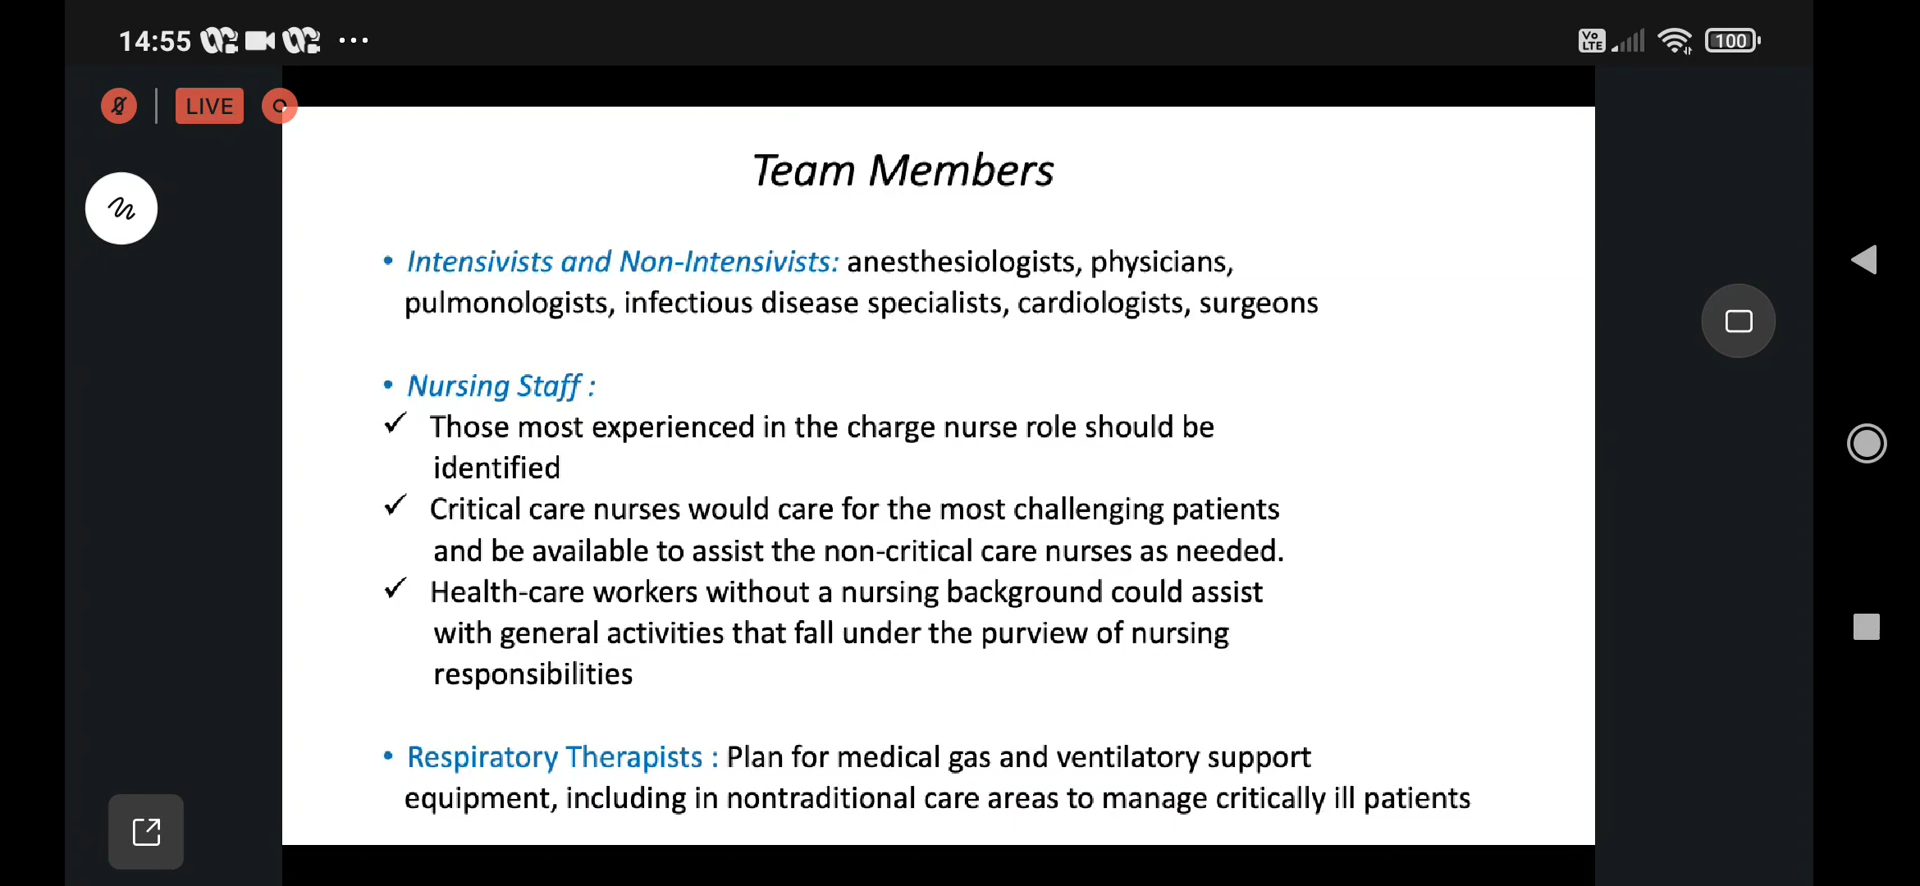 14:55
Vo LTE
100
LIVE
Team Members
• Intensivists and Non-Intensivists: anesthesiologists, physicians,
pulmonologists, infectious disease specialists, cardiologists, surgeons
• Nursing Staff :
✓ Those most experienced in the charge nurse role should be
identified
✓ Critical care nurses would care for the most challenging patients
and be available to assist the non-critical care nurses as needed.
✓ Health-care workers without a nursing background could assist
with general activities that fall under the purview of nursing
responsibilities
• Respiratory Therapists : Plan for medical gas and ventilatory support
equipment, including in nontraditional care areas to manage critically ill patients